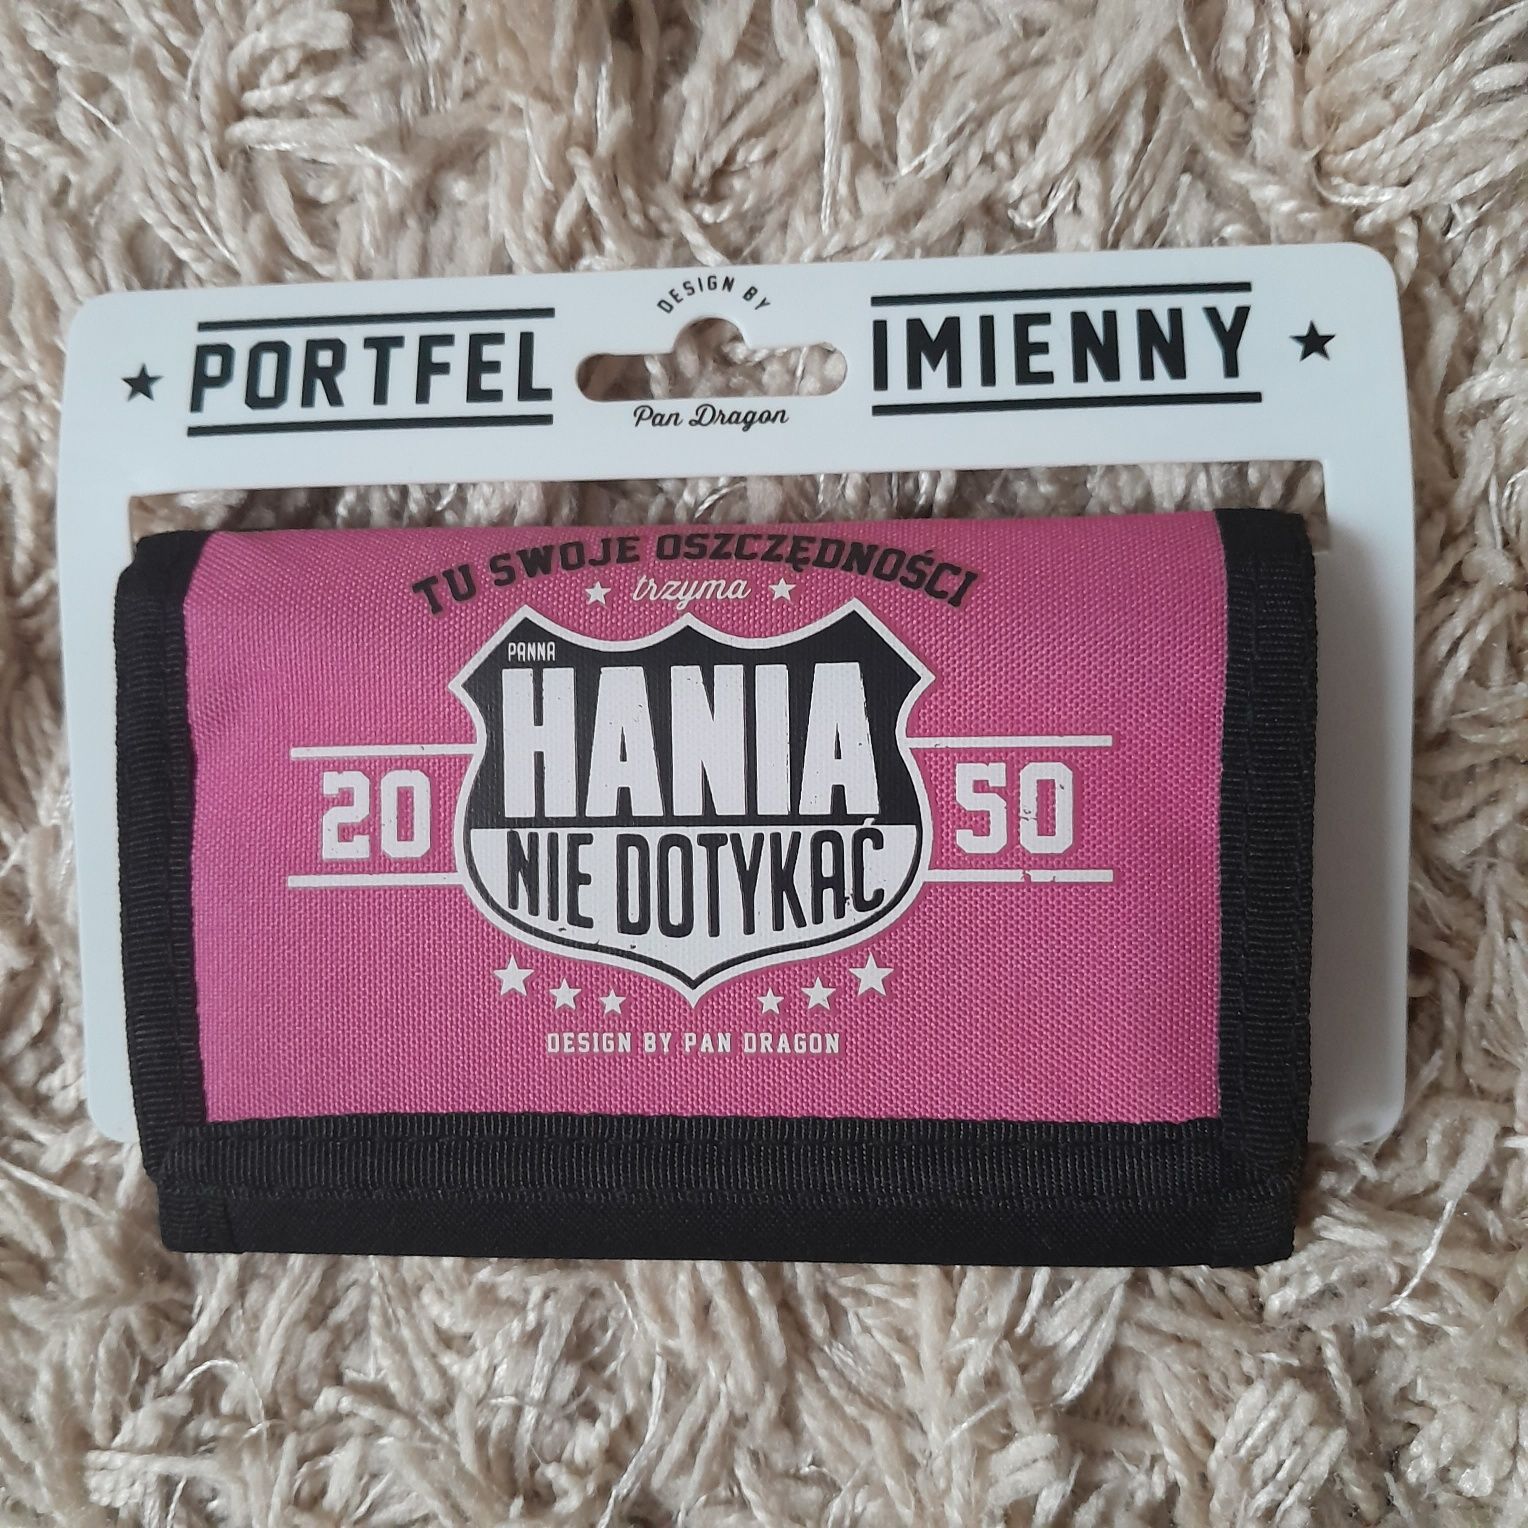 DESIGN BY
PORTFEL IMIENNY
Pan Dragon
TU SWOJE OSZCZĘDNOŚCI
trzyma
PANNA
HANIA
20 50
NIE DOTYKAĆ
DESIGN BY PAN DRAGON